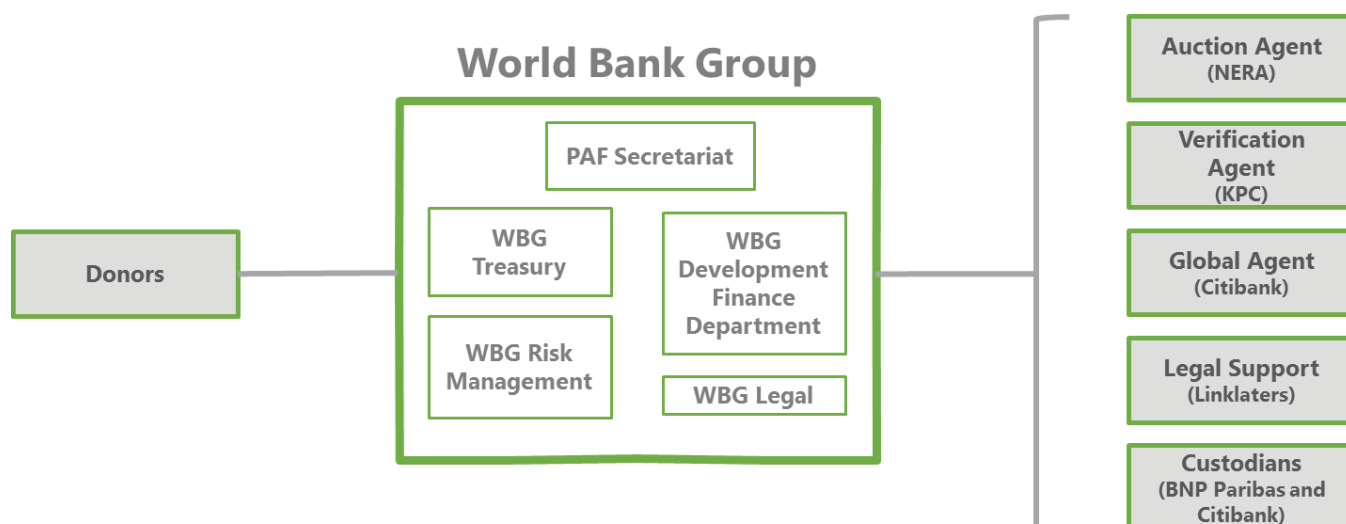 World Bank Group
PAF Secretariat
WBG
Treasury
WBG Risk
Management
WBG
Development
Finance
Department
WBG Legal
Donors
Auction Agent
(NERA)
Verification
Agent
(KPC)
Global Agent
(Citibank)
Legal Support
(Linklaters)
Custodians
(BNP Paribas and
Citibank)